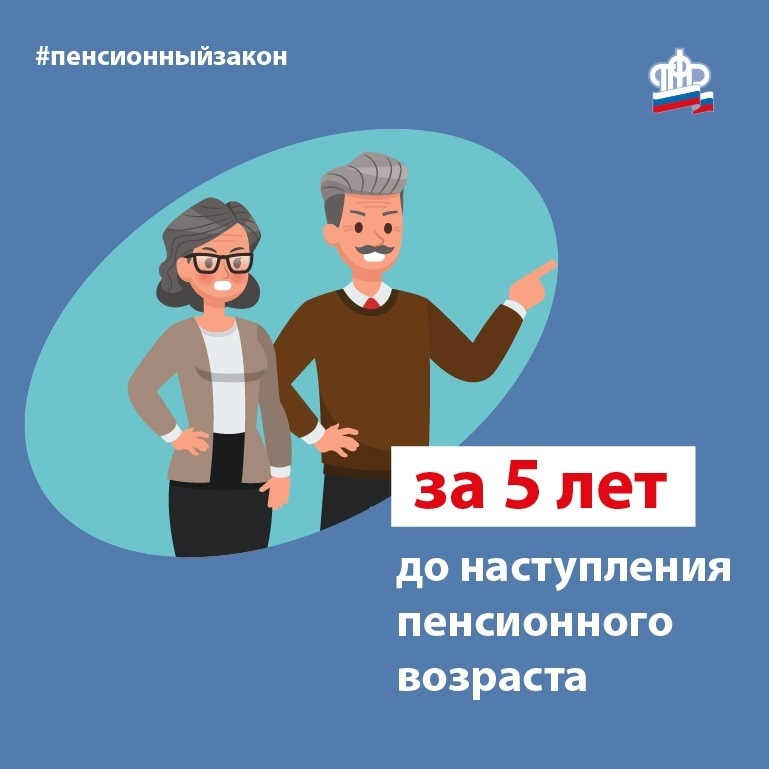 #пенсионныйзакон
за 5 лет
до наступления
пенсионного
возраста